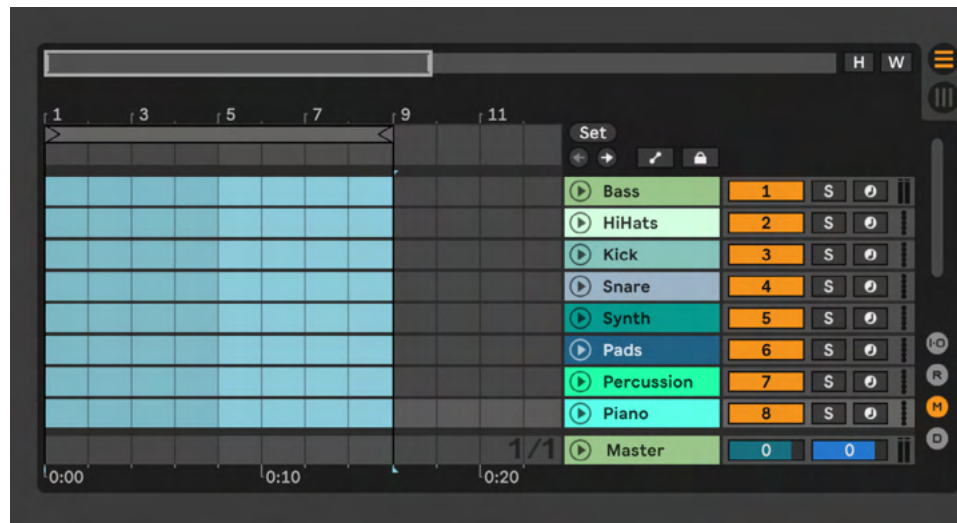 H W
1 3 5 7 9 11
Set
Bass 1 S
HiHats 2 S
Kick 3 S
Snare 4 S
Synth 5 S
Pads 6 S
Percussion 7 S
Piano 8 S
1/1 Master 0 0
0:00 0:10 0:20
I·O
R
M
D